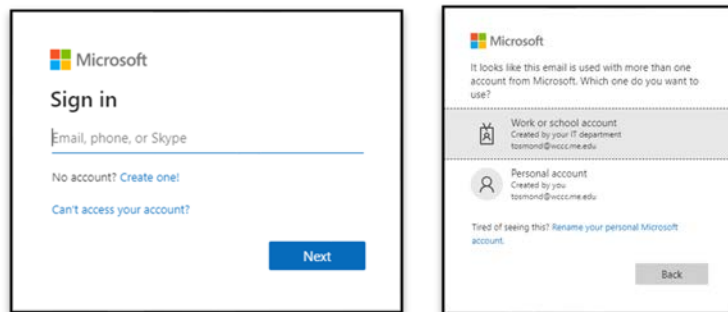 Microsoft
Sign in
Email, phone, or Skype
No account? Create one!
Can't access your account?
Next
Microsoft
It looks like this email is used with more than one
account from Microsoft. Which one do you want to
use?
Work or school account
Created by your IT department
tosmond@wccc.me.edu
Personal account
Created by you
tosmond@wccc.me.edu
Tired of seeing this? Rename your personal Microsoft
account.
Back